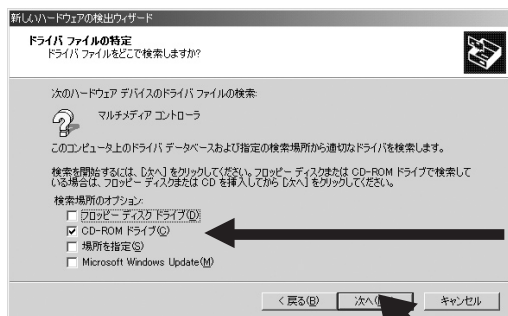 新しいハードウェアの検出ウィザード
ドライバ ファイルの特定
ドライバ ファイルをどこで検索しますか?
次のハードウェア デバイスのドライバ ファイルの検索:
マルチメディア コントローラ
このコンピュータ上のドライバ データベースおよび指定の検索場所から適切なドライバを検索します。
検索を開始するには、[次へ] をクリックしてください。フロッピー ディスクまたは CD-ROM ドライブで検索して
いる場合は、フロッピー ディスクまたは CD を挿入してから [次へ] をクリックしてください。
検索場所のオプション:
フロッピー ディスク ドライブ(D)
CD-ROM ドライブ(C)
場所を指定(S)
Microsoft Windows Update(M)
< 戻る(B) 次へ( キャンセル